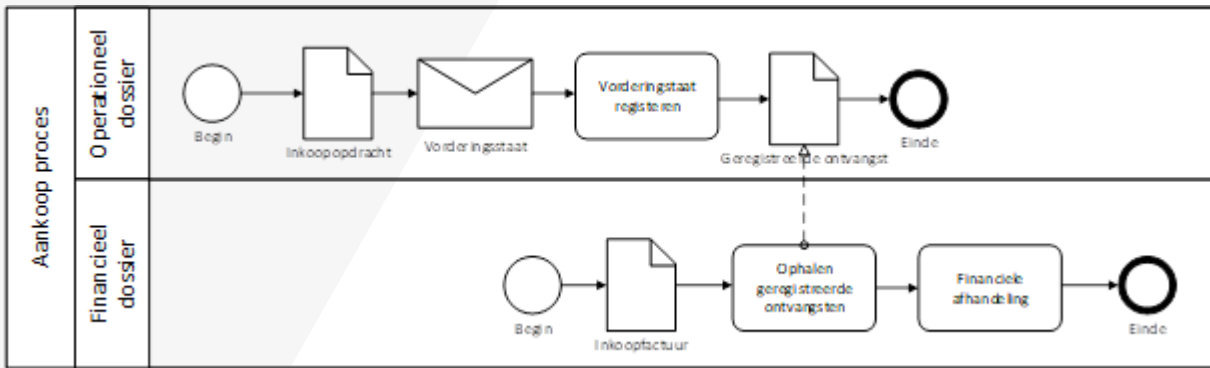 Aankoop proces
Operationeel
dossier
Begin
Inkoopopdracht
Vorderingsstaat
Vorderingstaat
registeren
Geregistreerde ontvangst
Einde
Financieel
dossier
Begin
Inkoopfactuur
Ophalen
geregistreerde
ontvangsten
Financiele
afhandeling
Einde